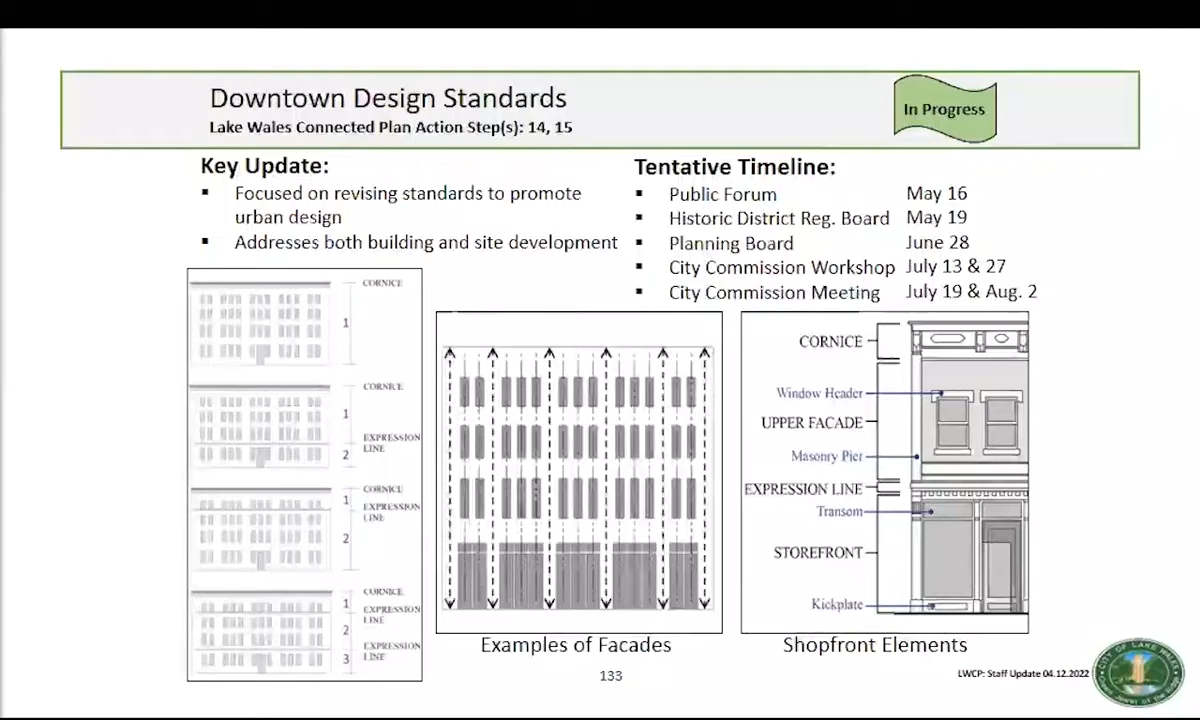 Downtown Design Standards
Lake Wales Connected Plan Action Step(s): 14, 15
In Progress
Key Update:
▪ Focused on revising standards to promote
urban design
▪ Addresses both building and site development
Tentative Timeline:
▪ Public Forum May 16
▪ Historic District Reg. Board May 19
▪ Planning Board June 28
▪ City Commission Workshop July 13 & 27
▪ City Commission Meeting July 19 & Aug. 2
CORNICE
1
CORNICE
1
EXPRESSION
LINE
2
CORNICE
1
EXPRESSION
LINE
2
CORNICE
1
EXPRESSION
LINE
2
EXPRESSION
LINE
3
Examples of Facades
CORNICE
Window Header
UPPER FACADE
Masonry Pier
EXPRESSION LINE
Transom
STOREFRONT
Kickplate
Shopfront Elements
133
LWCP: Staff Update 04.12.2022
CITY OF LAKE WALES